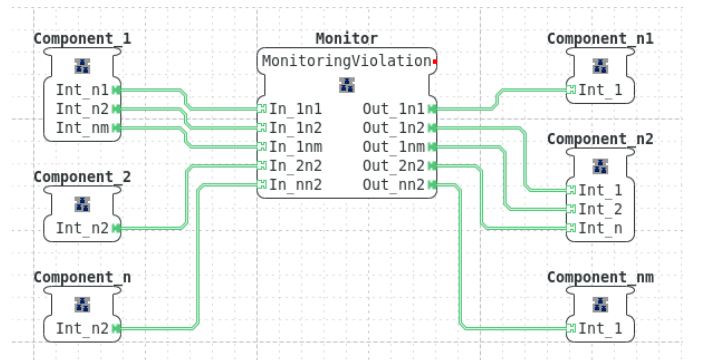 Component_1
Int_n1
Int_n2
Int_nm
Component_2
Int_n2
Component_n
Int_n2
Monitor
MonitoringViolation
In_1n1
In_1n2
In_1nm
In_2n2
In_nn2
Out_1n1
Out_1n2
Out_1nm
Out_2n2
Out_nn2
Component_n1
Int_1
Component_n2
Int_1
Int_2
Int_n
Component_nm
Int_1